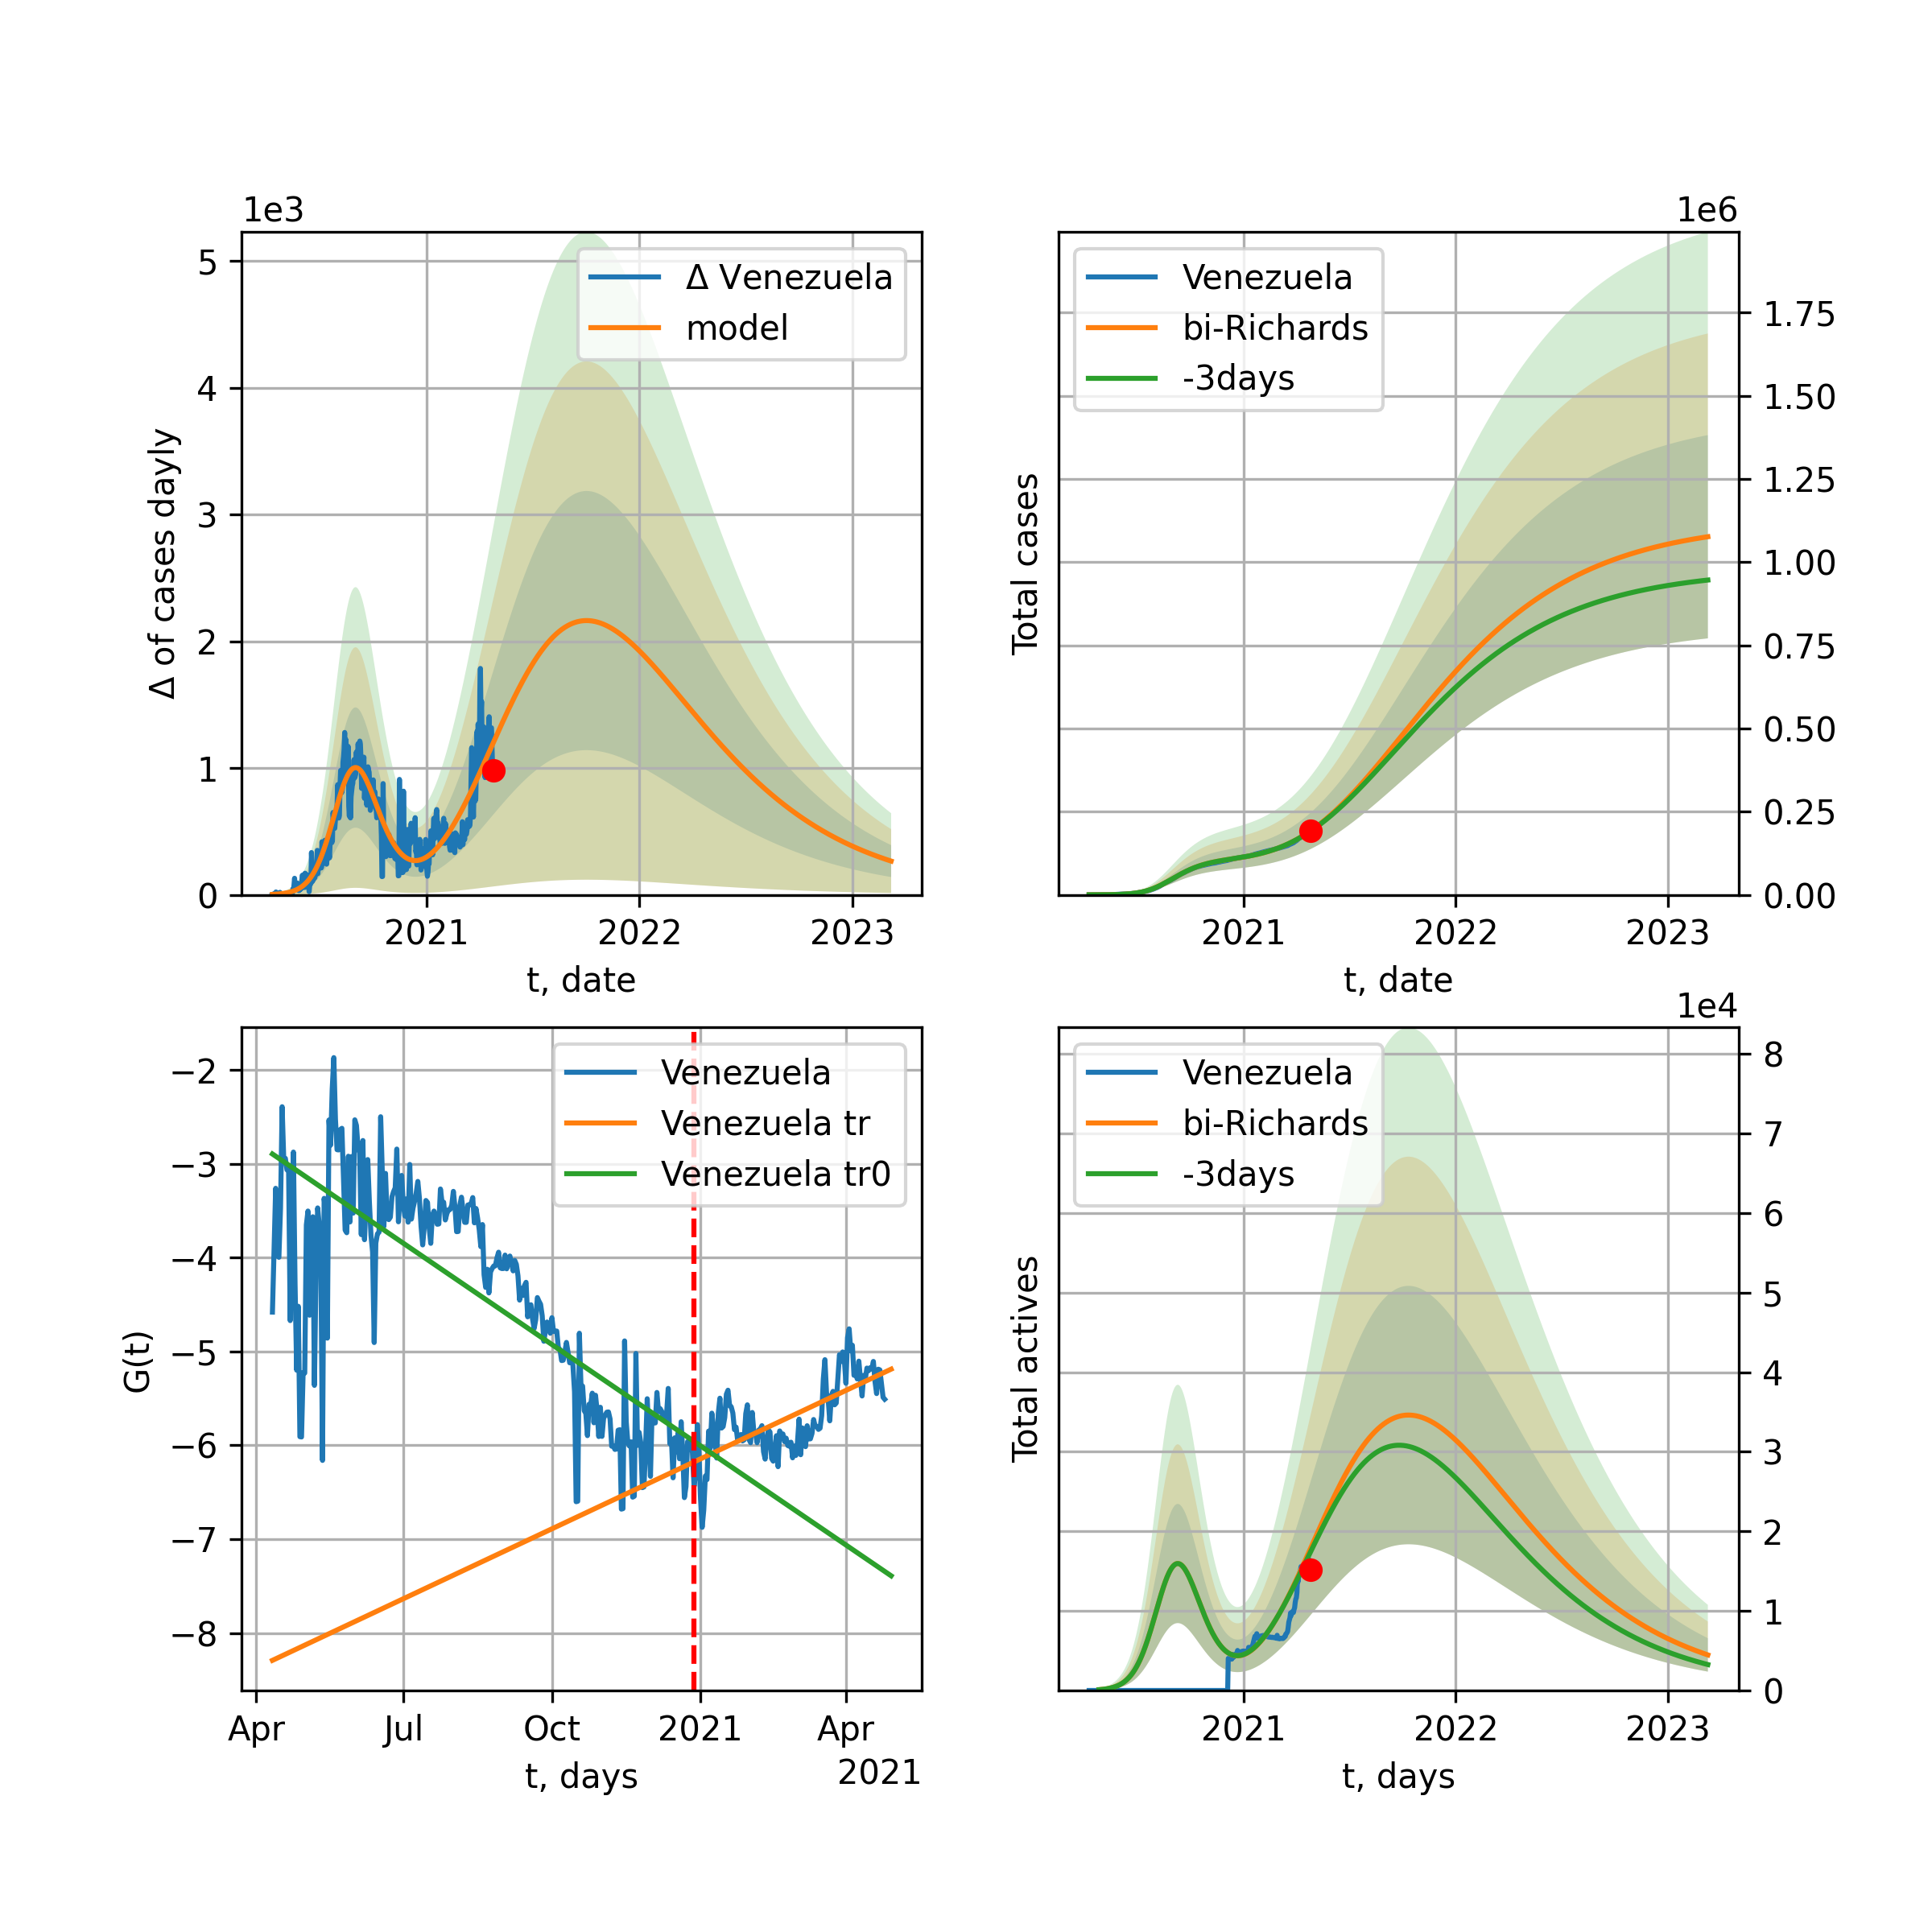 1e3
5
4
3
2
1
0
Δ of cases dayly
Δ Venezuela
model
2021 2022 2023
t, date
1e6
Total cases
Venezuela
bi-Richards
-3days
1.75
1.50
1.25
1.00
0.75
0.50
0.25
0.00
2021 2022 2023
t, date
−2
−3
−4
−5
−6
−7
−8
G(t)
Venezuela
Venezuela tr
Venezuela tr0
Apr Jul Oct 2021 Apr
t, days
2021
1e4
Total actives
Venezuela
bi-Richards
-3days
8
7
6
5
4
3
2
1
0
2021 2022 2023
t, days